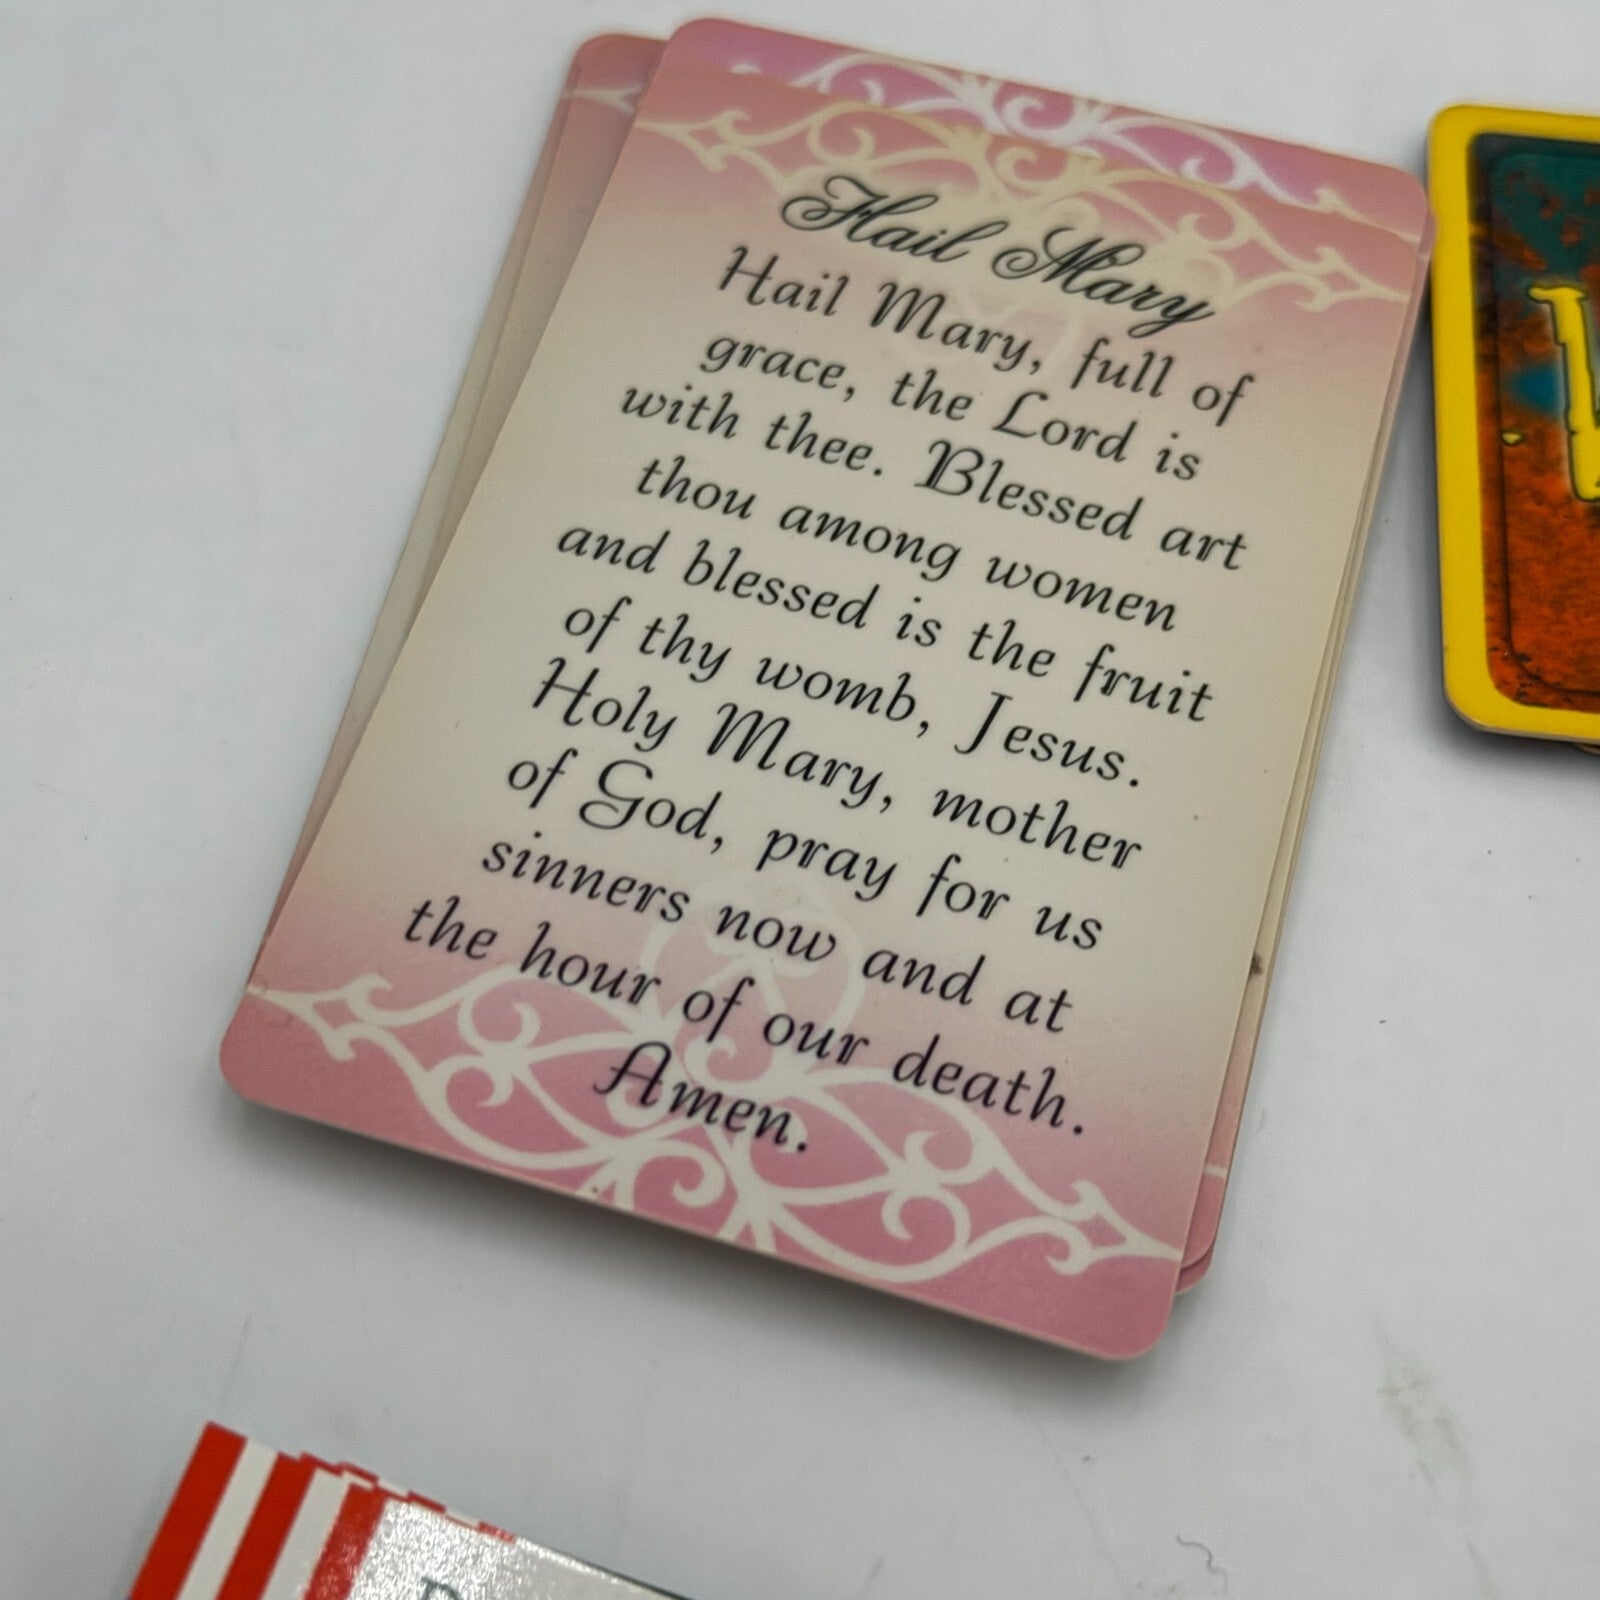 Hail Mary
Hail Mary, full of
grace, the Lord is
with thee. Blessed art
thou among women
and blessed is the fruit
of thy womb, Jesus.
Holy Mary, mother
of God, pray for us
sinners now and at
the hour of our death.
Amen.